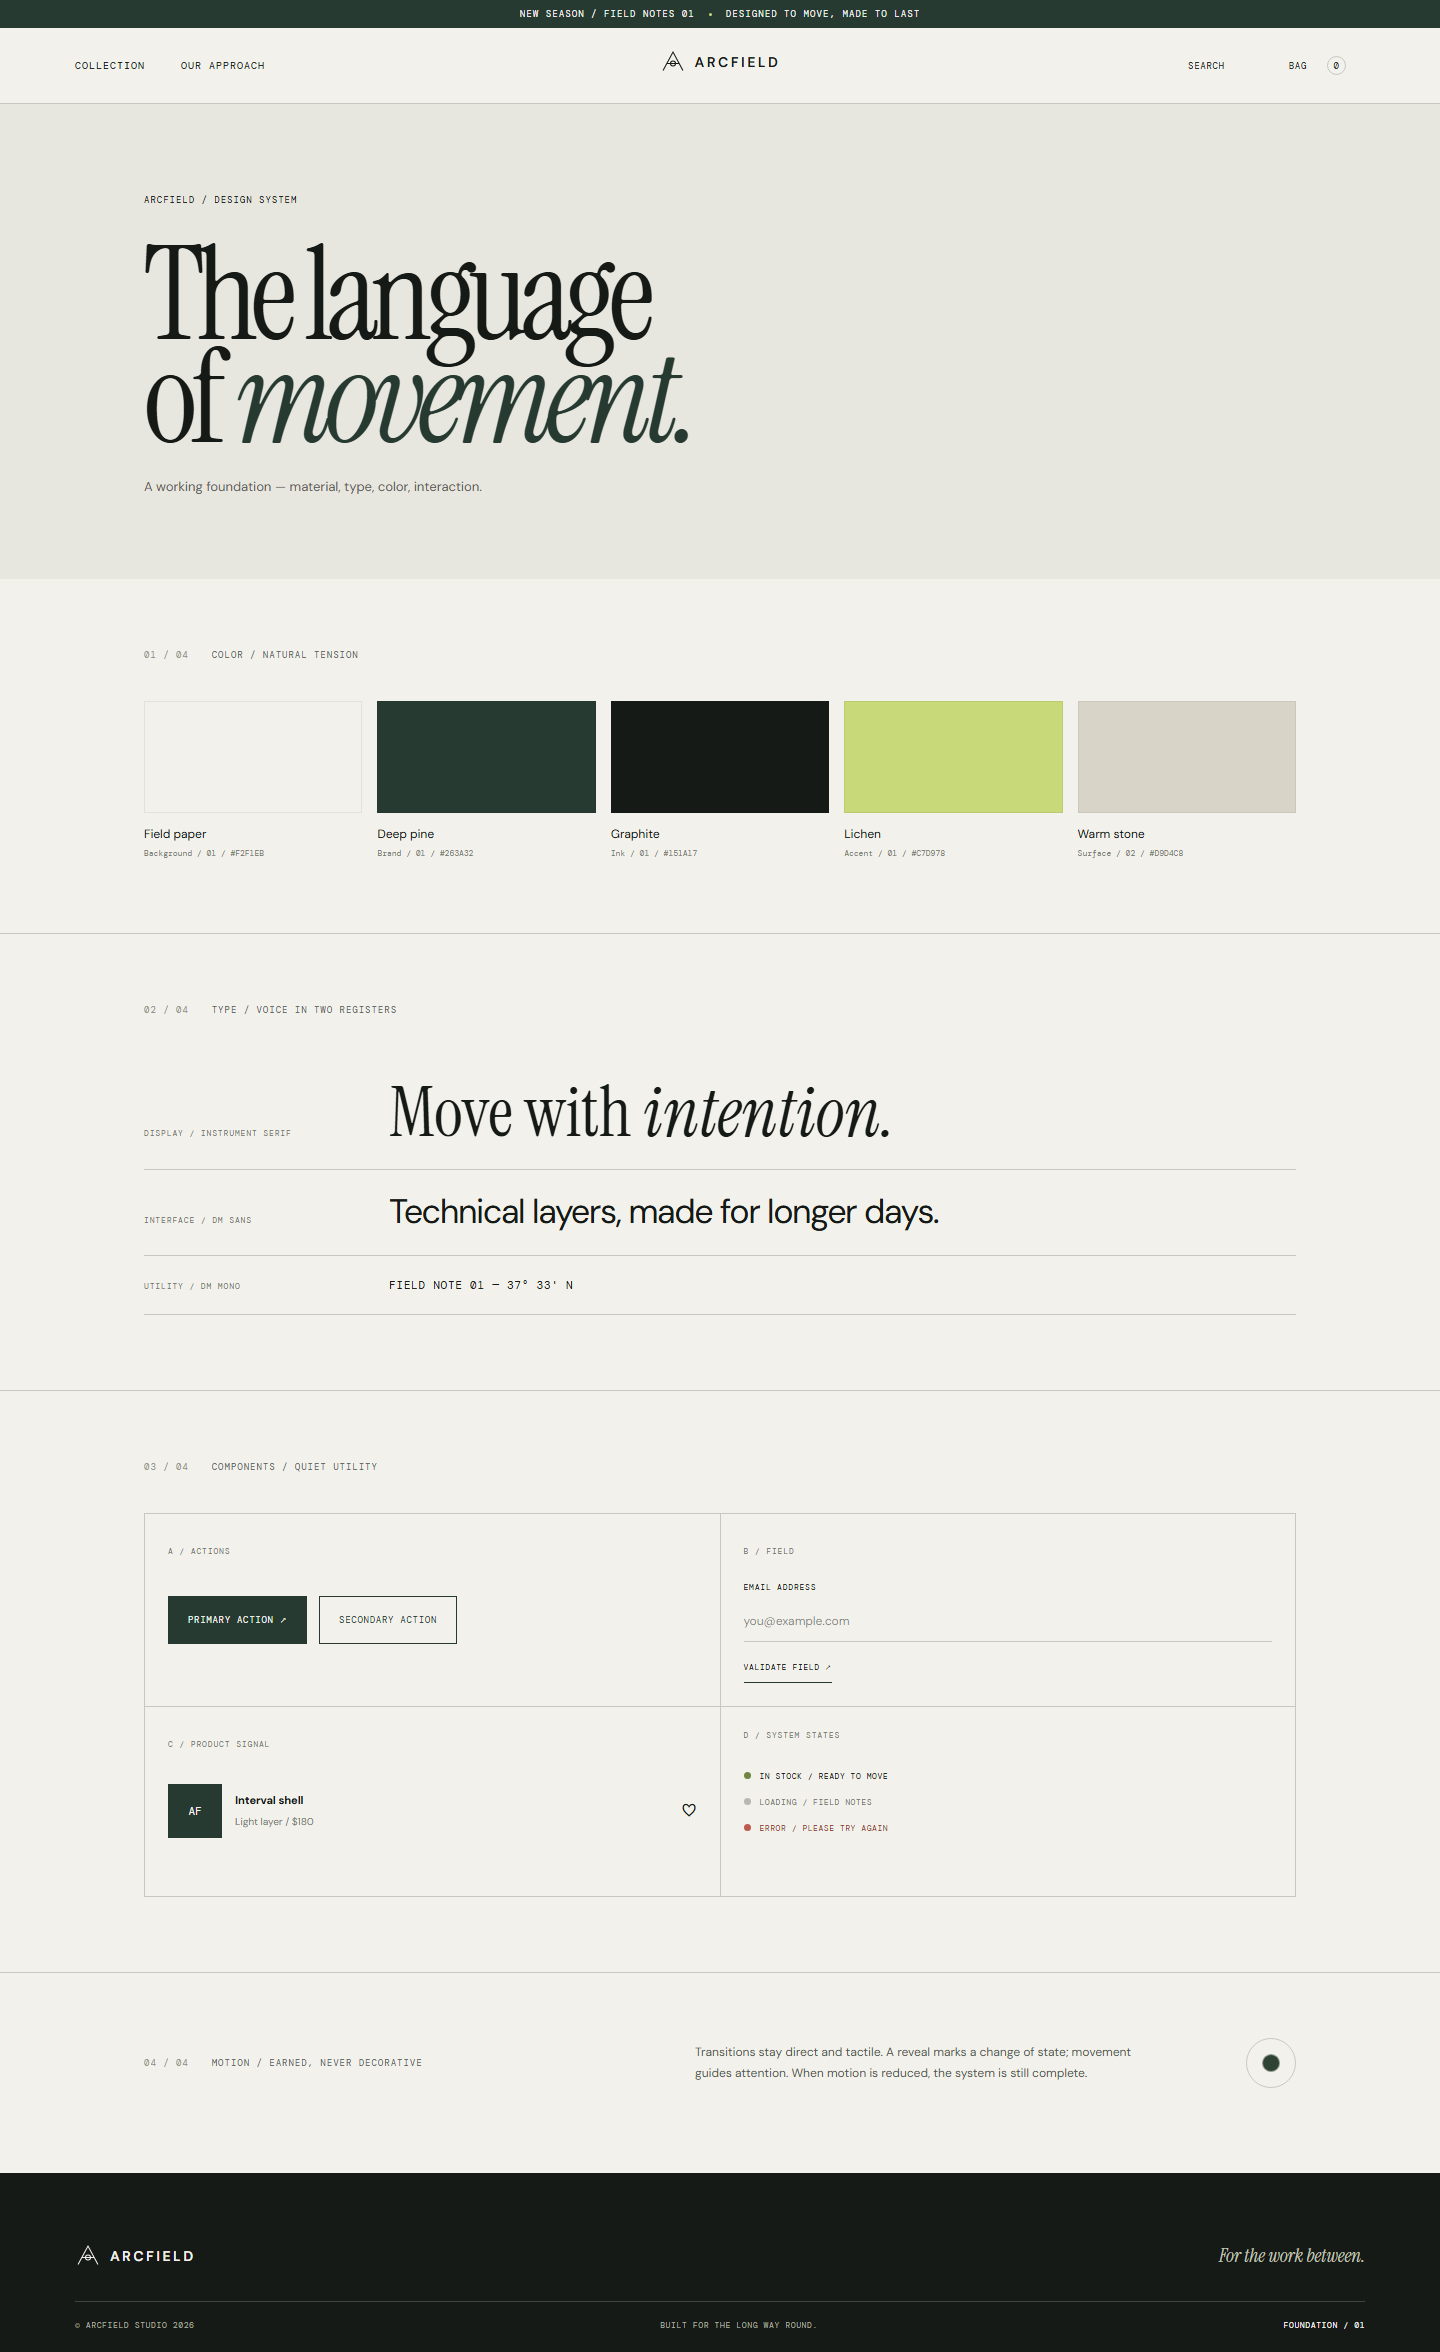 NEW SEASON / FIELD NOTES 01 • DESIGNED TO MOVE, MADE TO LAST
COLLECTION OUR APPROACH ARCFIELD SEARCH BAG 0
ARCFIELD / DESIGN SYSTEM
The language
of movement.
A working foundation — material, type, color, interaction.
01 / 04 COLOR / NATURAL TENSION
Field paper
Background / 01 / #F2F1EB
Deep pine
Brand / 01 / #263A32
Graphite
Ink / 01 / #151A17
Lichen
Accent / 01 / #C7D978
Warm stone
Surface / 02 / #D9D4C8
02 / 04 TYPE / VOICE IN TWO REGISTERS
DISPLAY / INSTRUMENT SERIF Move with intention.
INTERFACE / DM SANS Technical layers, made for longer days.
UTILITY / DM MONO FIELD NOTE 01 — 37° 33' N
03 / 04 COMPONENTS / QUIET UTILITY
A / ACTIONS
PRIMARY ACTION ↗ SECONDARY ACTION
B / FIELD
EMAIL ADDRESS
you@example.com
VALIDATE FIELD ↗
C / PRODUCT SIGNAL
AF
Interval shell
Light layer / $180
D / SYSTEM STATES
IN STOCK / READY TO MOVE
LOADING / FIELD NOTES
ERROR / PLEASE TRY AGAIN
04 / 04 MOTION / EARNED, NEVER DECORATIVE
Transitions stay direct and tactile. A reveal marks a change of state; movement
guides attention. When motion is reduced, the system is still complete.
ARCFIELD For the work between.
© ARCFIELD STUDIO 2026 BUILT FOR THE LONG WAY ROUND. FOUNDATION / 01